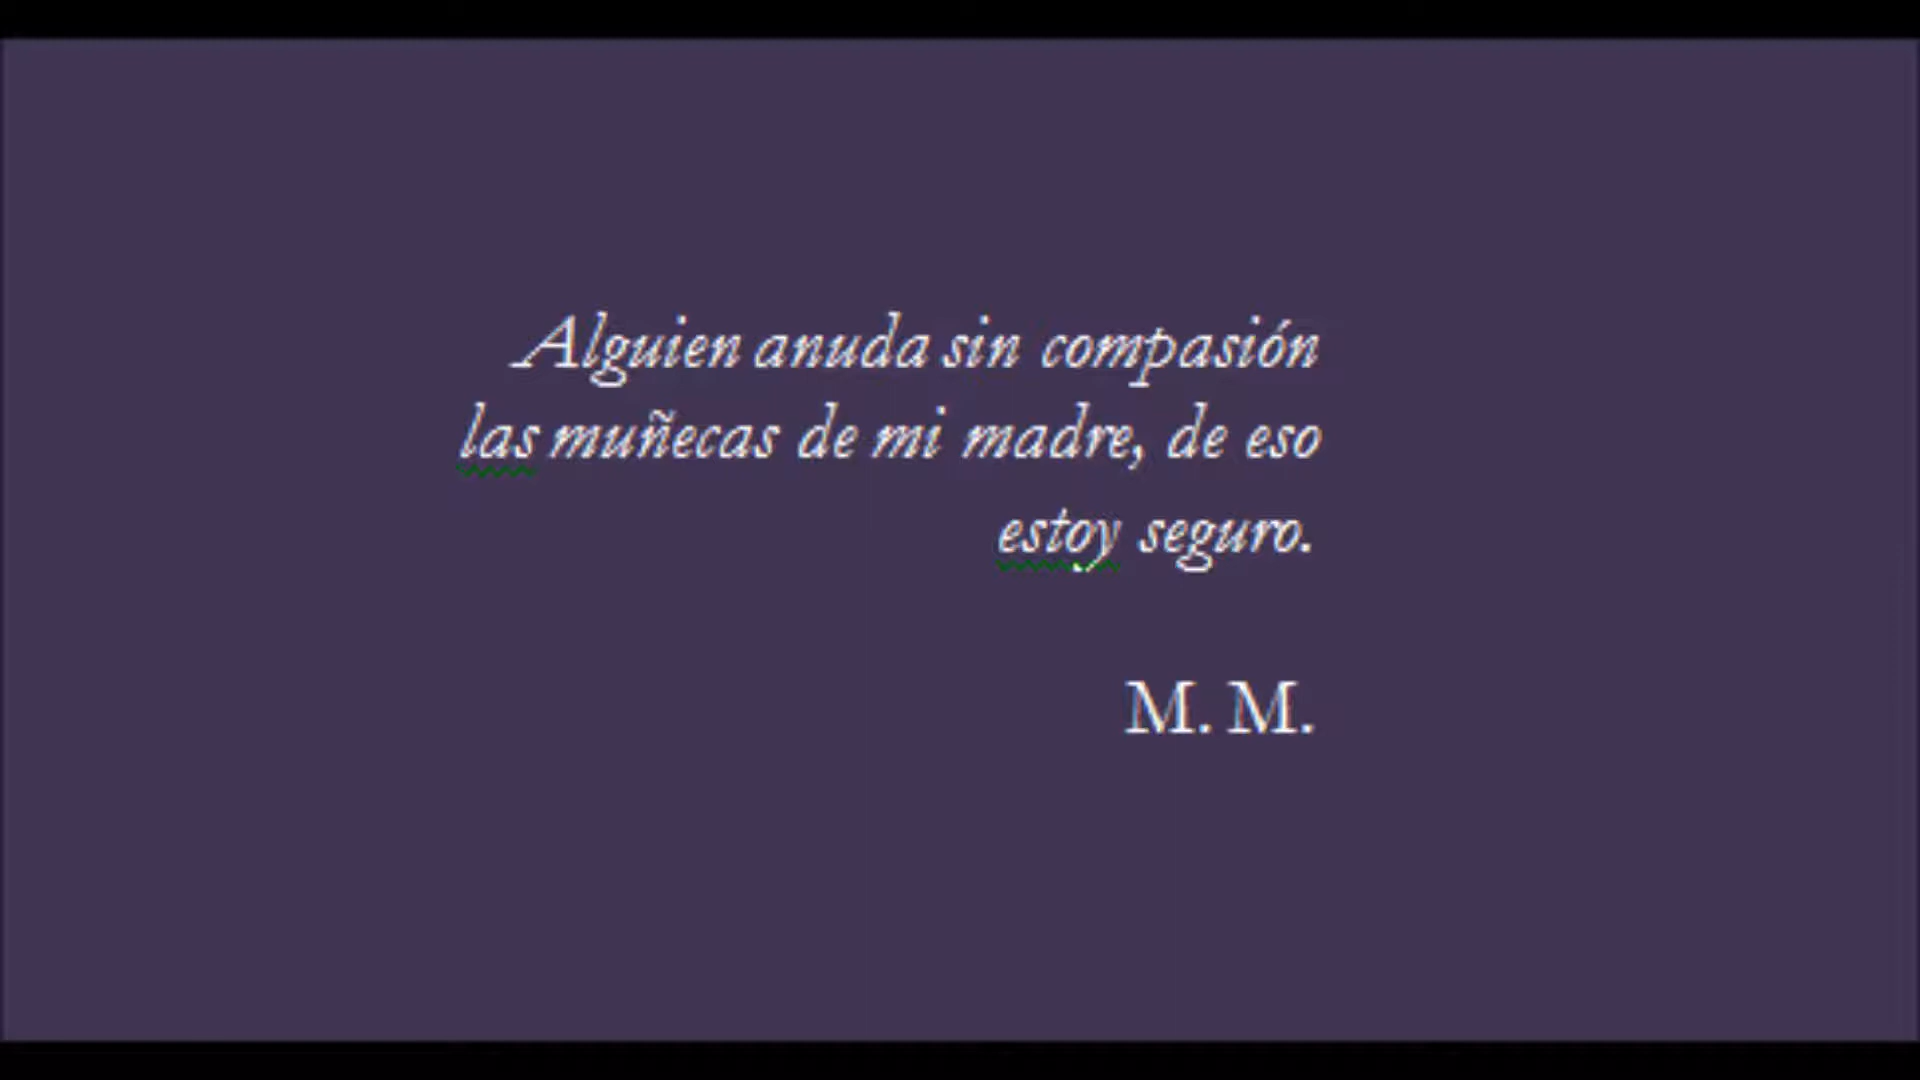 Alguien anuda sin compasión
las muñecas de mi madre, de eso
estoy seguro.
M. M.